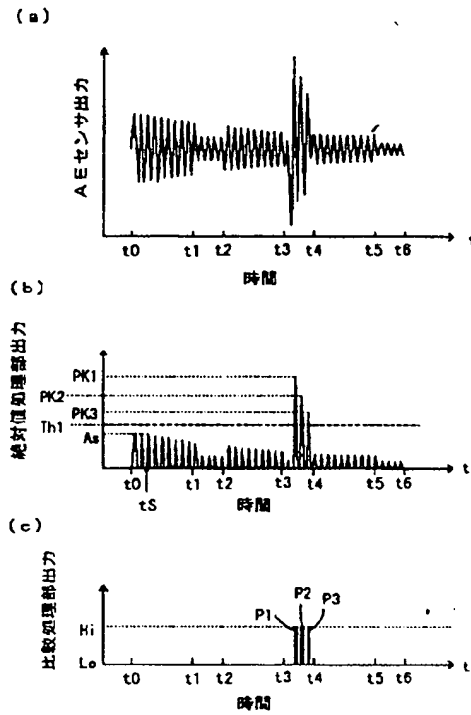 (a)
AEセンサ出力
t0 t1 t2 t3 t4 t5 t6
時間
(b)
絶対値処理部出力
PK1
PK2
PK3
Th1
As
t0 t1 t2 t3 t4 t5 t6 t
tS
時間
(c)
比較処理部出力
P2
P1 P3
Hi
Lo
t0 t1 t2 t3 t4 t5 t6 t
時間